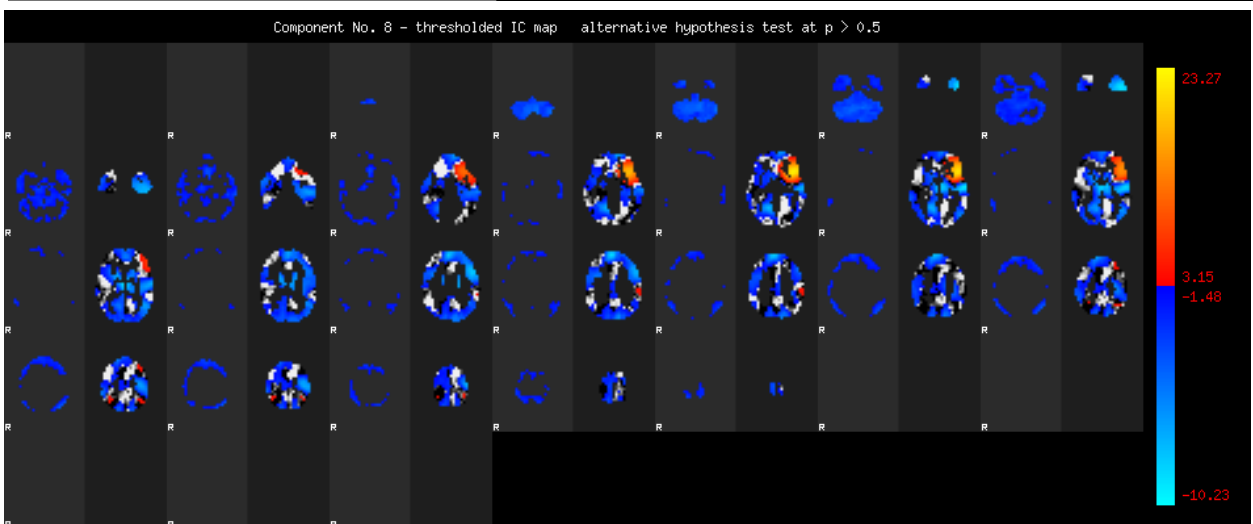 Component No. 8 - thresholded IC map   alternative hypothesis test at p > 0.5
23.27
R R R R R R R
R R R R R R R
3.15
-1.48
R R R R R R R
R R R R R R R
-10.23
R R R